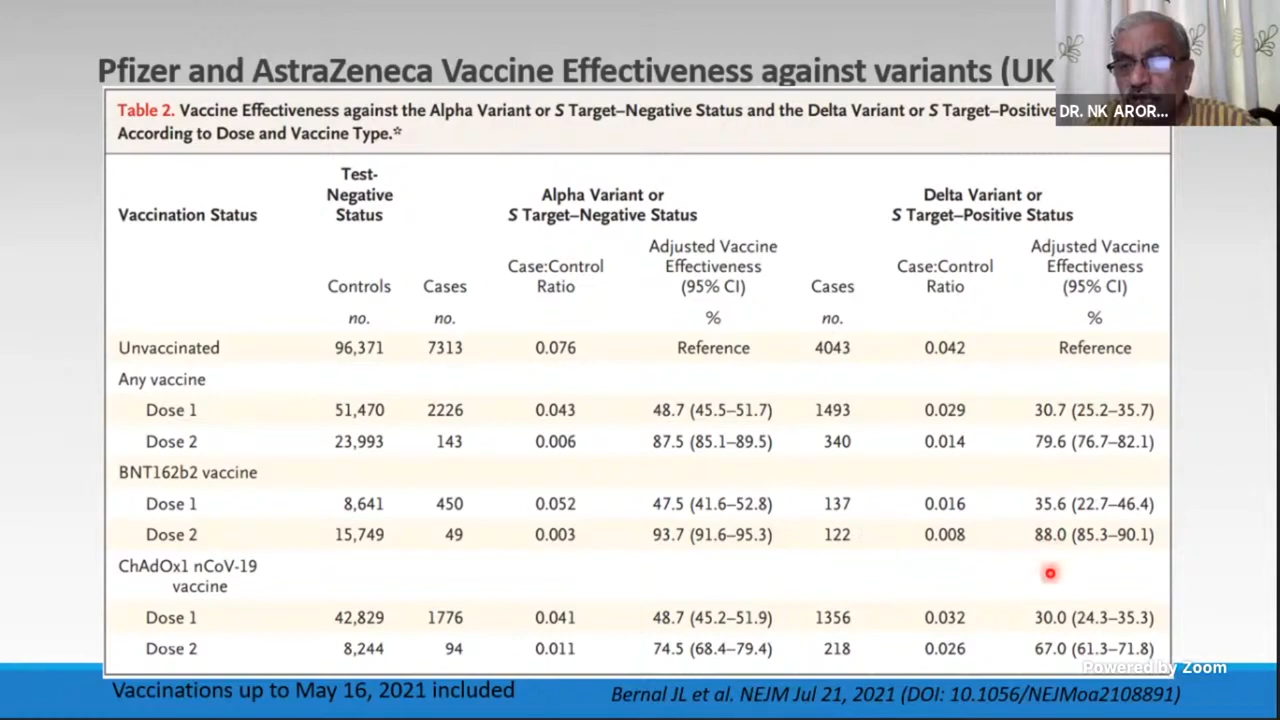 Pfizer and AstraZeneca Vaccine Effectiveness against variants (UK
DR. NK AROR...
Table 2. Vaccine Effectiveness against the Alpha Variant or S Target–Negative Status and the Delta Variant or S Target–Positive
According to Dose and Vaccine Type.*
Test-
Negative
Status
Alpha Variant or
S Target–Negative Status
Delta Variant or
S Target–Positive Status
Vaccination Status
Controls Cases Case:Control Ratio Adjusted Vaccine Effectiveness (95% CI) Cases Case:Control Ratio Adjusted Vaccine Effectiveness (95% CI)
no. no. % no. %
Unvaccinated 96,371 7313 0.076 Reference 4043 0.042 Reference
Any vaccine
Dose 1 51,470 2226 0.043 48.7 (45.5–51.7) 1493 0.029 30.7 (25.2–35.7)
Dose 2 23,993 143 0.006 87.5 (85.1–89.5) 340 0.014 79.6 (76.7–82.1)
BNT162b2 vaccine
Dose 1 8,641 450 0.052 47.5 (41.6–52.8) 137 0.016 35.6 (22.7–46.4)
Dose 2 15,749 49 0.003 93.7 (91.6–95.3) 122 0.008 88.0 (85.3–90.1)
ChAdOx1 nCoV-19
vaccine
Dose 1 42,829 1776 0.041 48.7 (45.2–51.9) 1356 0.032 30.0 (24.3–35.3)
Dose 2 8,244 94 0.011 74.5 (68.4–79.4) 218 0.026 67.0 (61.3–71.8)
Powered by Zoom
Vaccinations up to May 16, 2021 included
Bernal JL et al. NEJM Jul 21, 2021 (DOI: 10.1056/NEJMoa2108891)